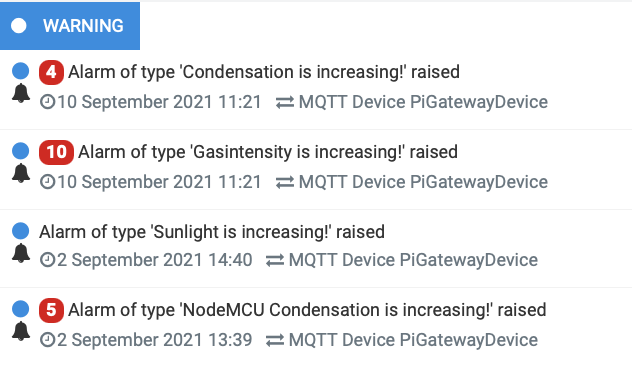 WARNING
4 Alarm of type 'Condensation is increasing!' raised
10 September 2021 11:21 MQTT Device PiGatewayDevice
10 Alarm of type 'Gasintensity is increasing!' raised
10 September 2021 11:21 MQTT Device PiGatewayDevice
Alarm of type 'Sunlight is increasing!' raised
2 September 2021 14:40 MQTT Device PiGatewayDevice
5 Alarm of type 'NodeMCU Condensation is increasing!' raised
2 September 2021 13:39 MQTT Device PiGatewayDevice